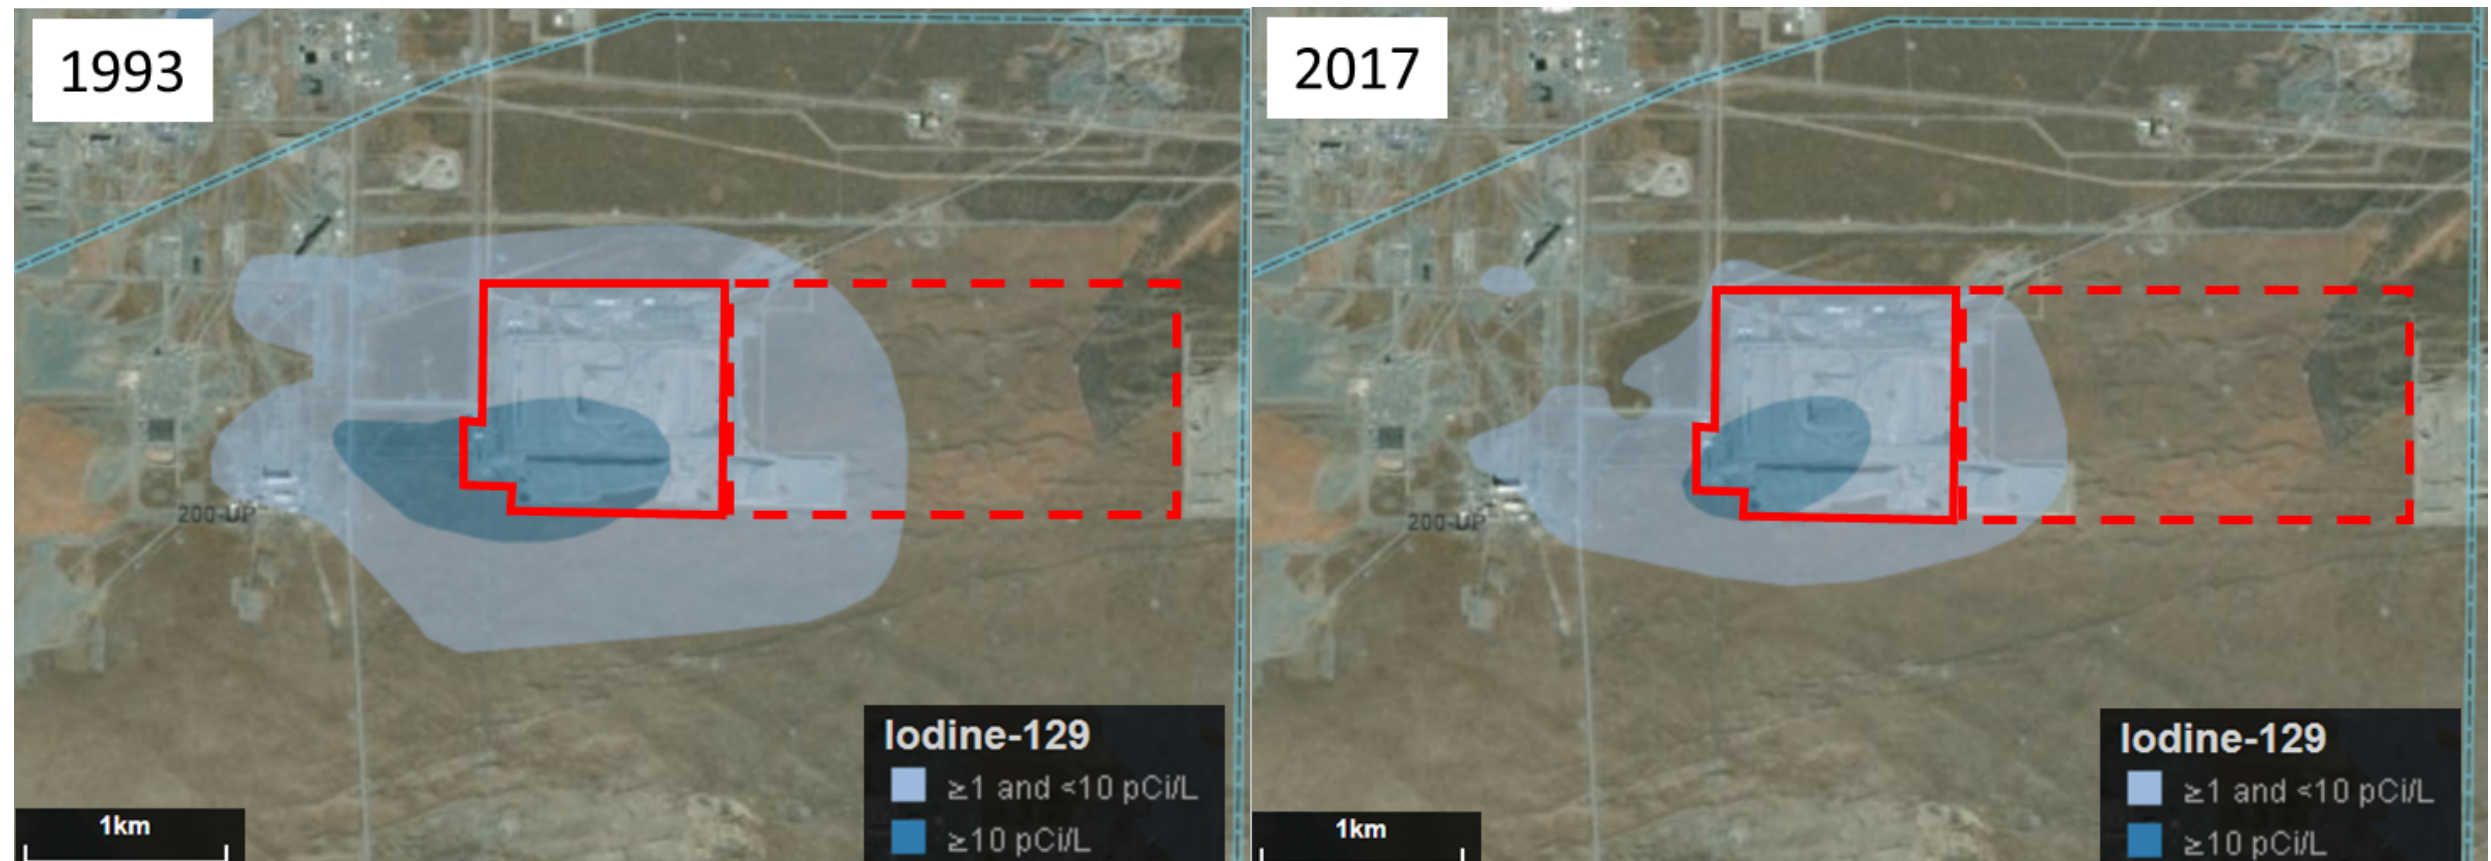 1993
200-UP
Iodine-129
≥1 and <10 pCi/L
≥10 pCi/L
1km
2017
200-UP
Iodine-129
≥1 and <10 pCi/L
≥10 pCi/L
1km